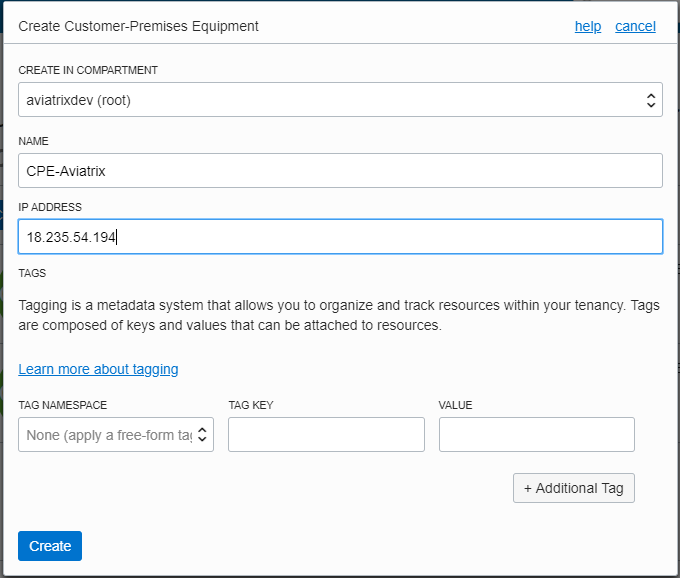 Create Customer-Premises Equipment help cancel
CREATE IN COMPARTMENT
aviatrixdev (root)
NAME
CPE-Aviatrix
IP ADDRESS
18.235.54.194
TAGS
Tagging is a metadata system that allows you to organize and track resources within your tenancy. Tags
are composed of keys and values that can be attached to resources.
Learn more about tagging
TAG NAMESPACE TAG KEY VALUE
None (apply a free-form tag
+ Additional Tag
Create